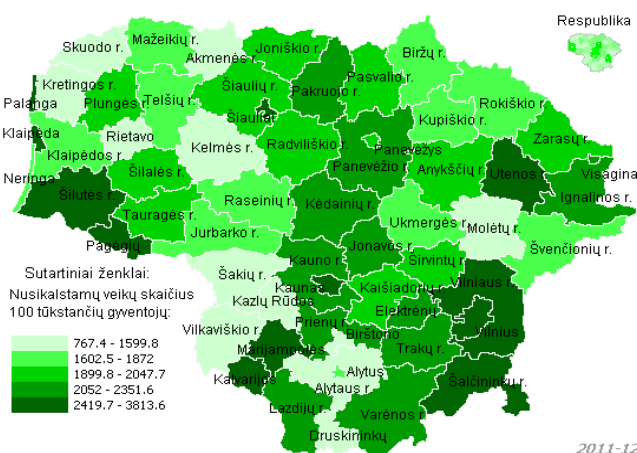 Respublika
Skuodo r.
Mažeikių r.
Akmenės r.
Joniškio r.
Biržų r.
Kretingos r.
Palanga
Plungės r.
Telšių r.
Šiaulių r.
Šiauliai
Pakruojo r.
Pasvalio r.
Rokiškio r.
Klaipėda
Klaipėdos r.
Rietavo
Kelmės r.
Radviliškio r.
Panevėžys
Panevėžio r.
Kupiškio r.
Zarasų r.
Neringa
Šilutės r.
Šilalės r.
Anykščių r.
Utenos r.
Visagina
Ignalinos r.
Tauragės r.
Raseinių r.
Kėdainių r.
Ukmergės r.
Molėtų r.
Pagėgių
Jurbarko r.
Jonavos r.
Širvintų r.
Švenčionių r.
Šakių r.
Kauno r.
Kaunas
Kaišiadorių r.
Vilniaus r.
Kazlų Rūdos
Elektrėnų
Vilkaviškio r.
Prienų r.
Birštono
Vilnius
Marijampolės
Trakų r.
Kalvarijos
Alytus
Alytaus r.
Šalčininkų r.
Lazdijų r.
Varėnos r.
Druskininkų
Sutartiniai ženklai:
Nusikalstamų veikų skaičius
100 tūkstančių gyventojų:
767.4 - 1599.8
1602.5 - 1872
1899.8 - 2047.7
2052 - 2351.6
2419.7 - 3813.6
2011-12